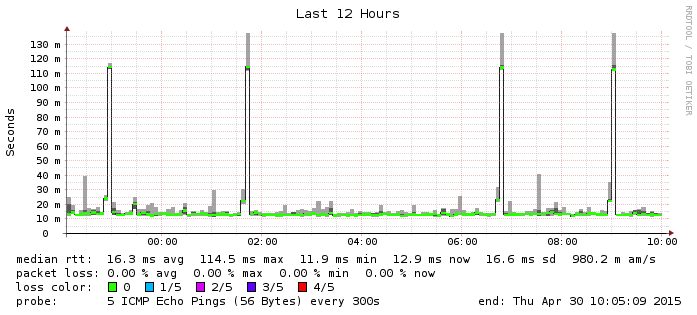 Last 12 Hours
RRDTOOL / TOBI OETIKER
Seconds
130 m
120 m
110 m
100 m
90 m
80 m
70 m
60 m
50 m
40 m
30 m
20 m
10 m
0
00:00 02:00 04:00 06:00 08:00 10:00
median rtt: 16.3 ms avg 114.5 ms max 11.9 ms min 12.9 ms now 16.6 ms sd 980.2 m am/s
packet loss: 0.00 % avg 0.00 % max 0.00 % min 0.00 % now
loss color: 0 1/5 2/5 3/5 4/5
probe: 5 ICMP Echo Pings (56 Bytes) every 300s end: Thu Apr 30 10:05:09 2015